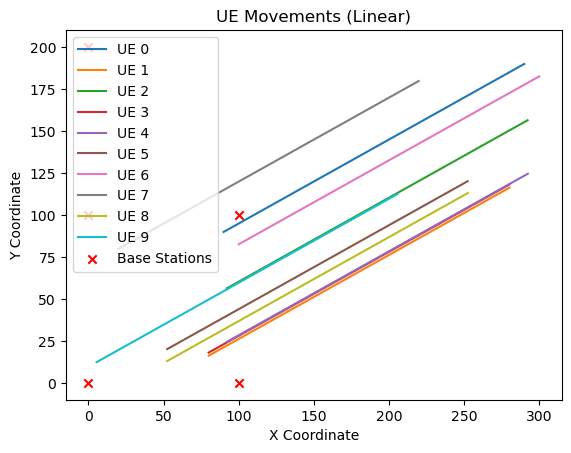 UE Movements (Linear)
200
175
150
125
100
75
50
25
0
Y Coordinate
UE 0
UE 1
UE 2
UE 3
UE 4
UE 5
UE 6
UE 7
UE 8
UE 9
Base Stations
0
50
100
150
200
250
300
X Coordinate